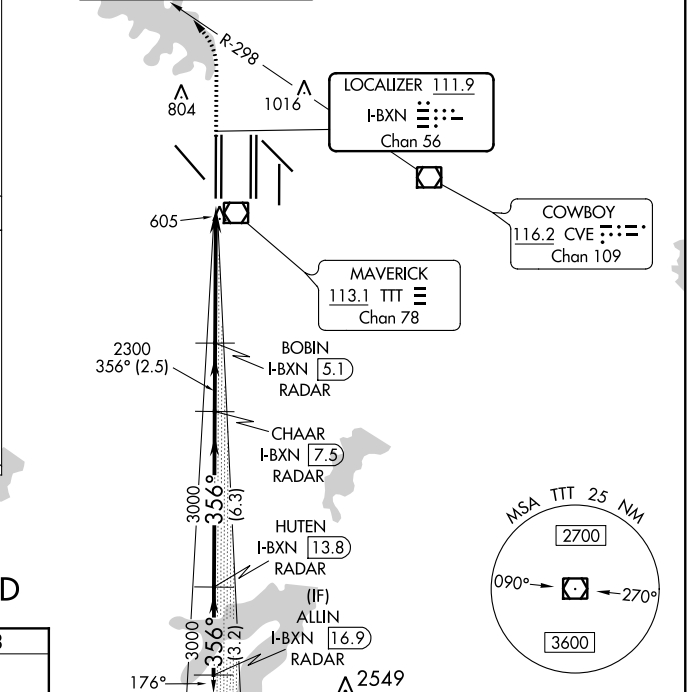 R-298
804
1016
LOCALIZER 111.9
I-BXN
Chan 56
COWBOY
116.2 CVE
Chan 109
605
MAVERICK
113.1 TTT
Chan 78
2300
356° (2.5)
BOBIN
I-BXN 5.1
RADAR
CHAAR
I-BXN 7.5
RADAR
3000
356°
(6.3)
HUTEN
I-BXN 13.8
RADAR
MSA TTT 25 NM
2700
090°
270°
3600
D
(IF)
ALLIN
I-BXN 16.9
RADAR
3000
356°
(3.2)
176°
2549